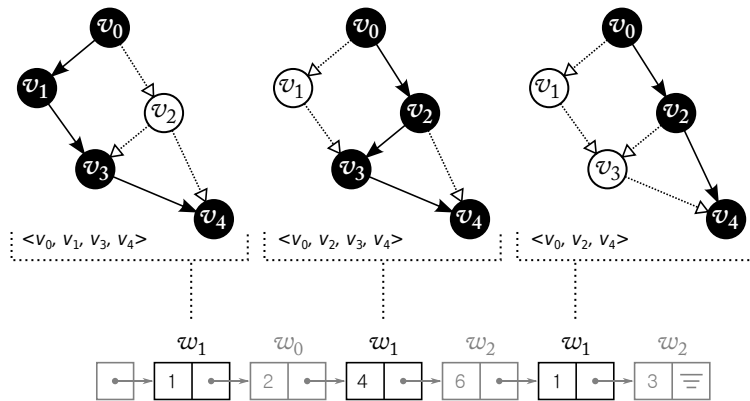 v0 v0 v0
v1 v1 v1
v2 v2 v2
v3 v3 v3
v4 v4 v4
<v0, v1, v3, v4> <v0, v2, v3, v4> <v0, v2, v4>
w1 w0 w1 w2 w1 w2
1 2 4 6 1 3